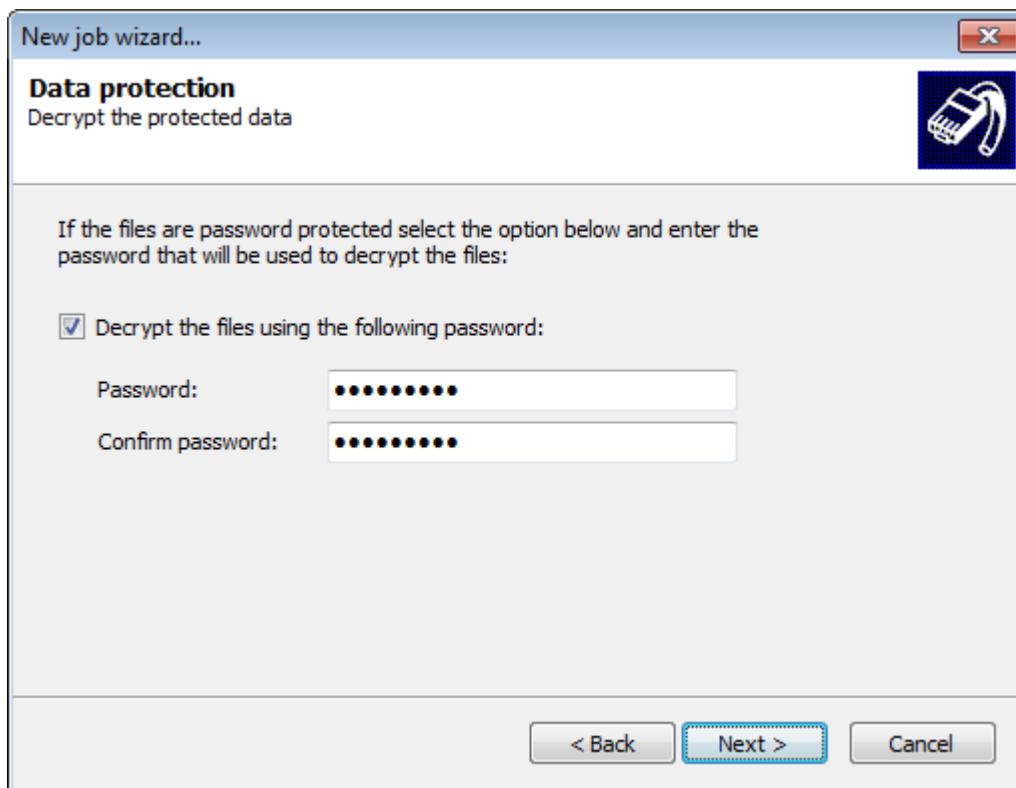 New job wizard...
Data protection
Decrypt the protected data
If the files are password protected select the option below and enter the
password that will be used to decrypt the files:
Decrypt the files using the following password:
Password: ●●●●●●●●●
Confirm password: ●●●●●●●●●
< Back Next > Cancel